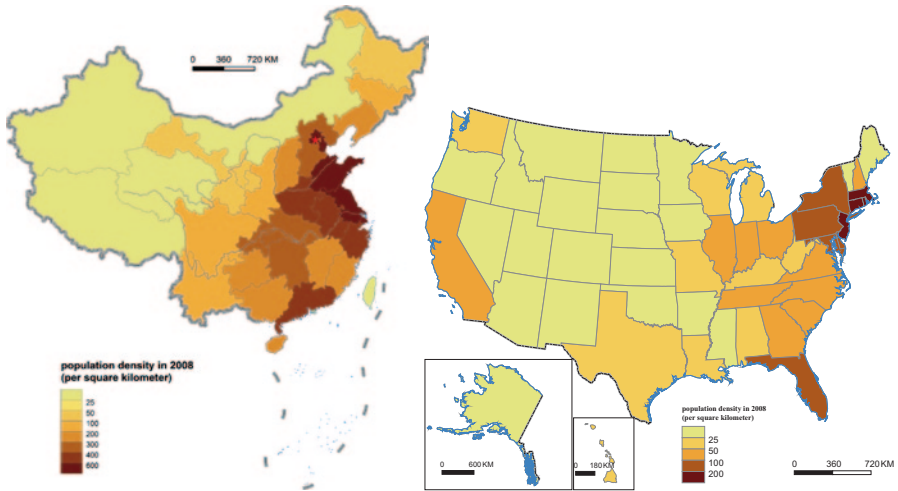 0 360 720 KM
population density in 2008
(per square kilometer)
25
50
100
200
300
400
600
0 600 KM
0 180 KM
population density in 2008
(per square kilometer)
25
50
100
200
0 360 720 KM